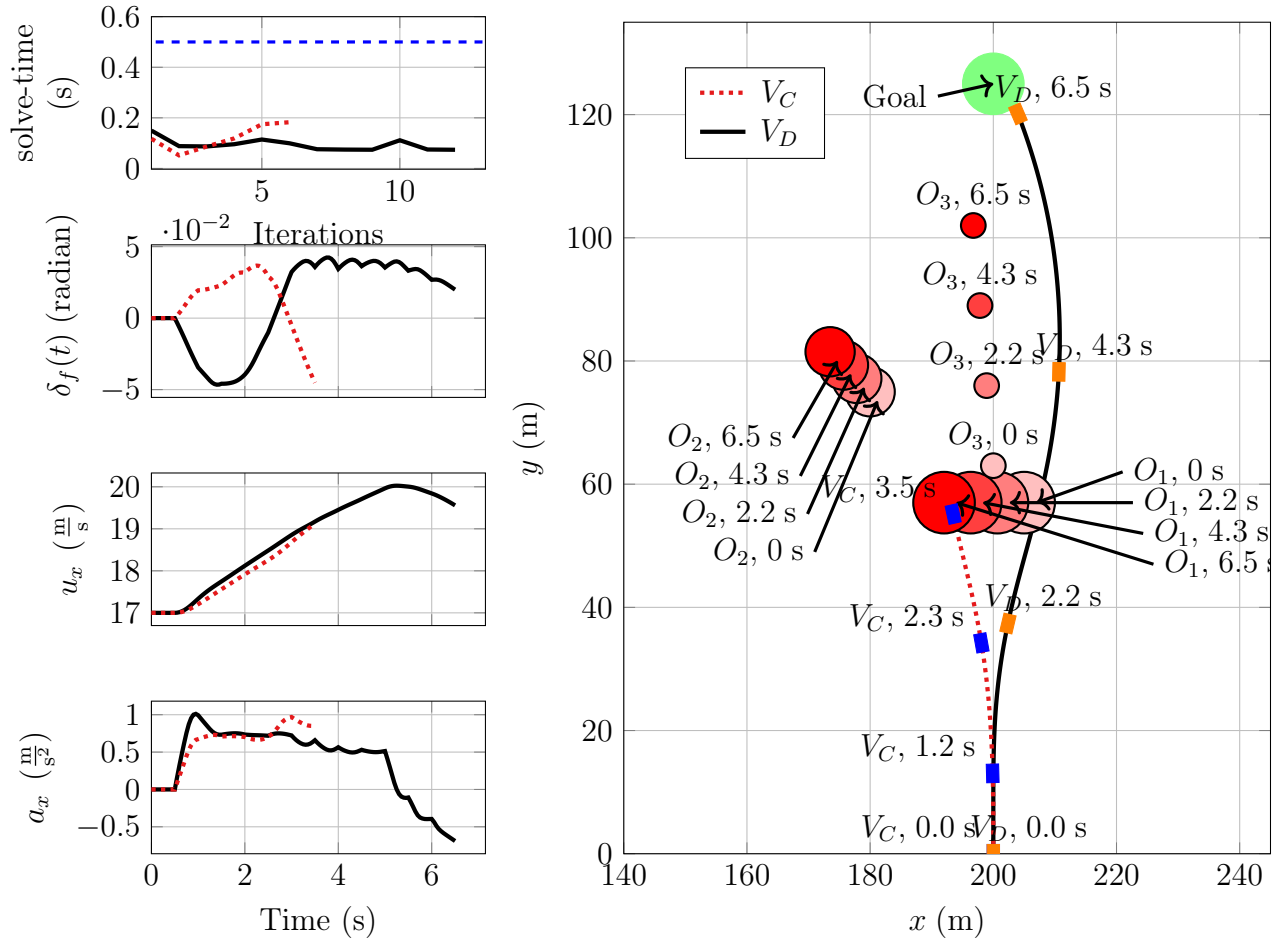 solve-time
(s)
0.6
0.4
0.2
0
5
10
Iterations
·10⁻²
δ_f(t) (radian)
5
0
−5
u_x (m/s)
20
19
18
17
a_x (m/s²)
1
0.5
0
−0.5
0
2
4
6
Time (s)
V_C
V_D
Goal
V_D, 6.5 s
O_3, 6.5 s
O_3, 4.3 s
O_3, 2.2 s
V_D, 4.3 s
O_3, 0 s
O_2, 6.5 s
O_2, 4.3 s
O_2, 2.2 s
O_2, 0 s
V_C, 3.5 s
O_1, 0 s
O_1, 2.2 s
O_1, 4.3 s
O_1, 6.5 s
V_D, 2.2 s
V_C, 2.3 s
V_C, 1.2 s
V_C, 0.0 s
V_D, 0.0 s
y (m)
120
100
80
60
40
20
0
140
160
180
200
220
240
x (m)